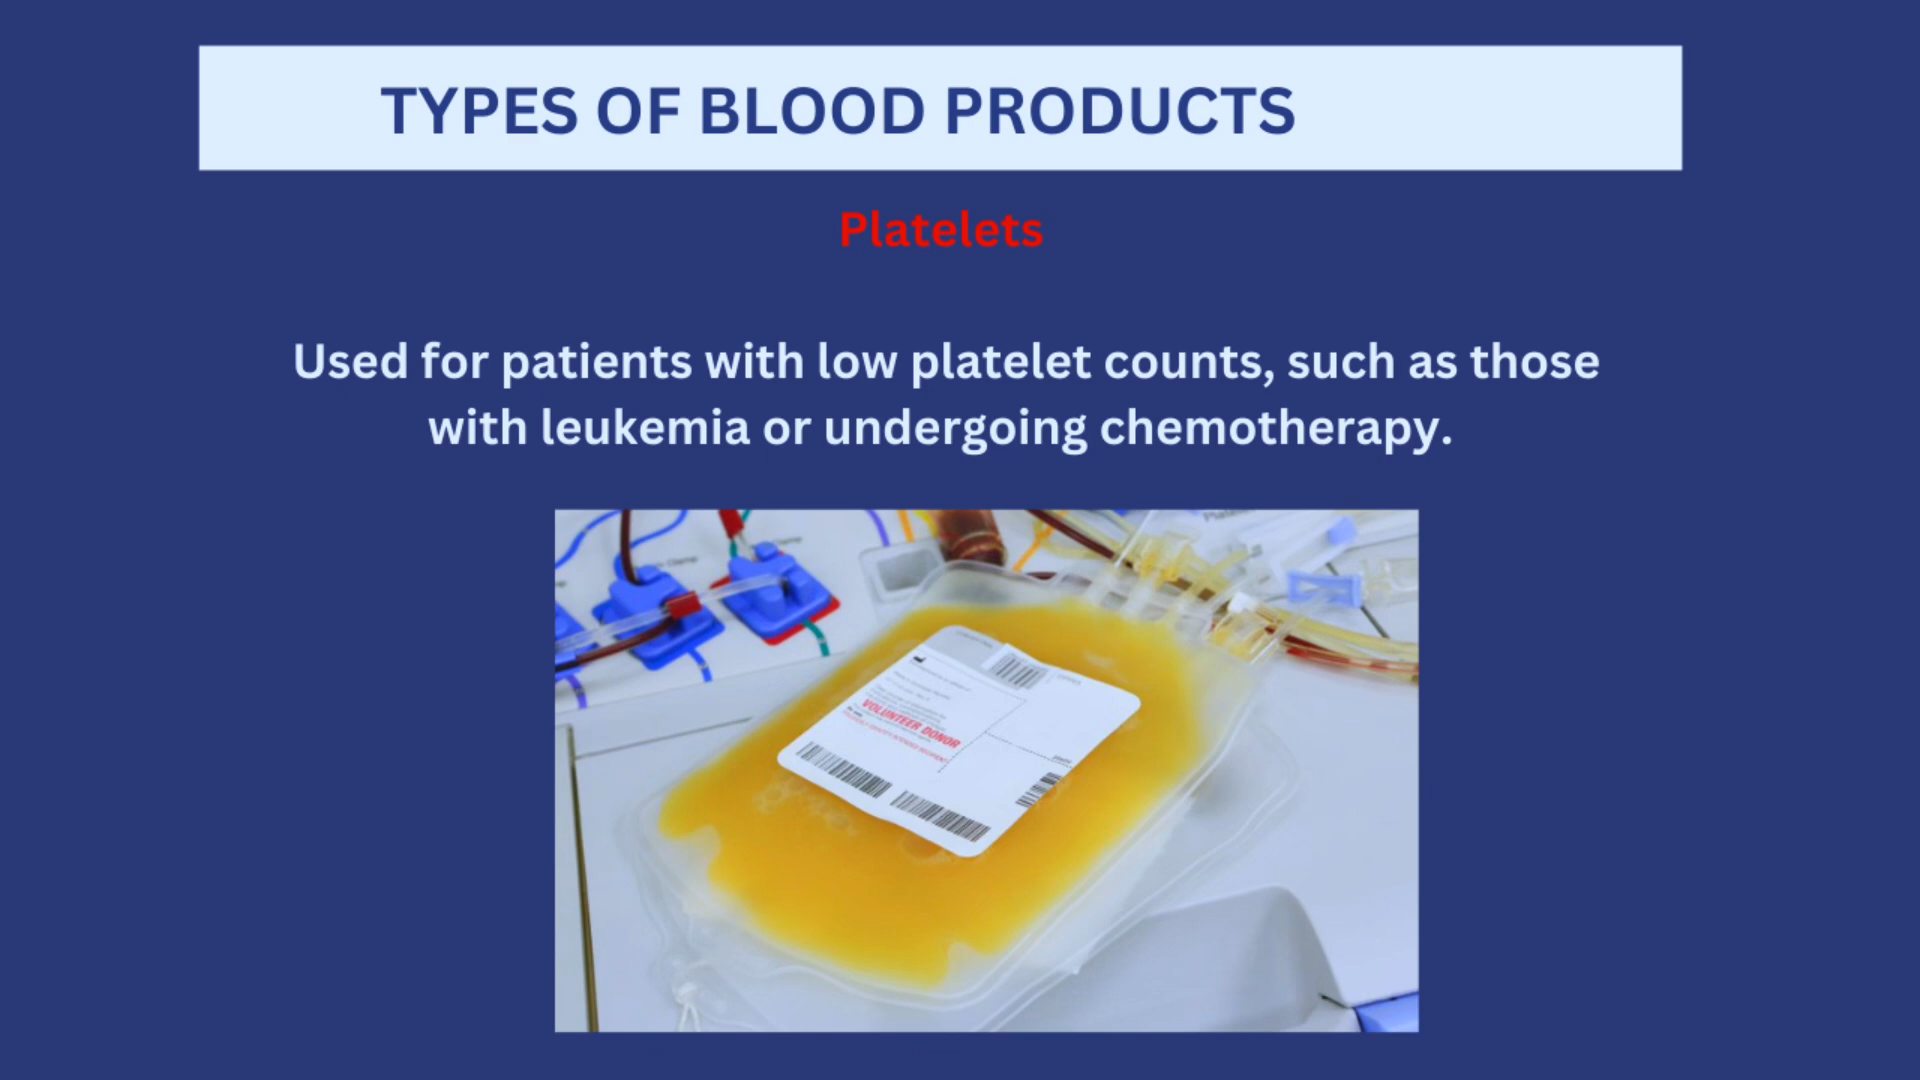 TYPES OF BLOOD PRODUCTS
Platelets
Used for patients with low platelet counts, such as those
with leukemia or undergoing chemotherapy.
VOLUNTEER DONOR